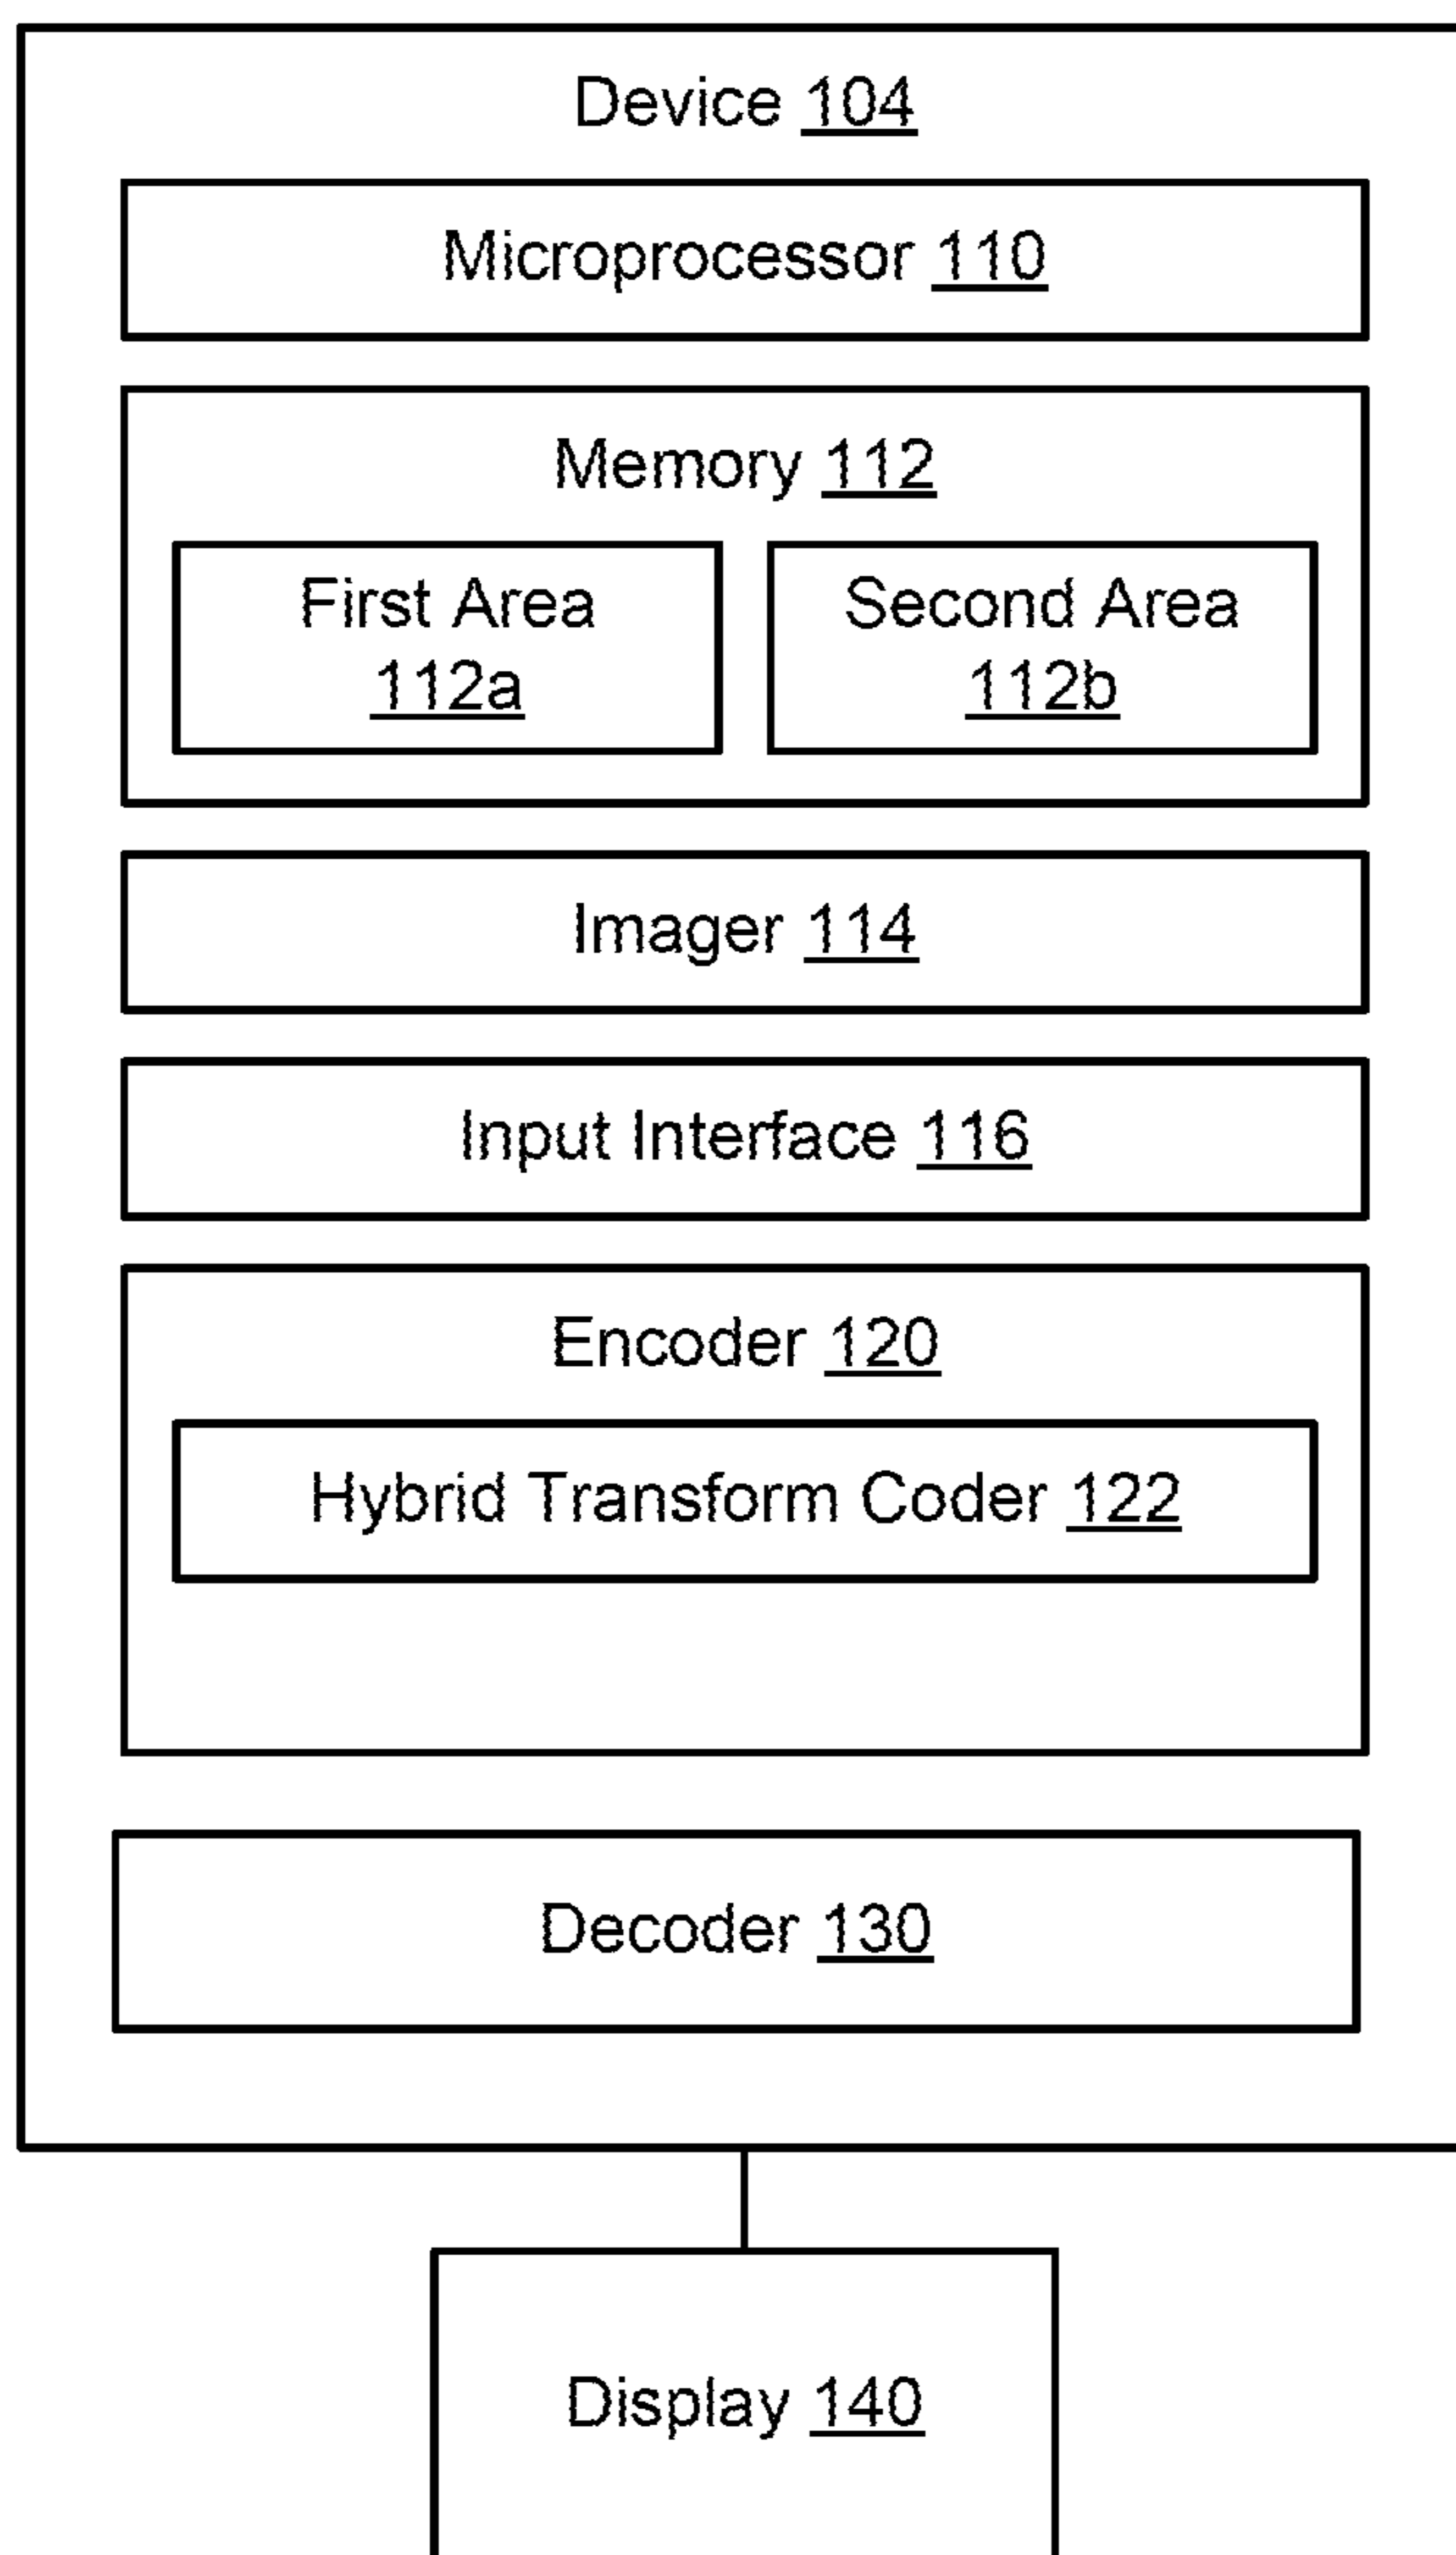 Device 104
Microprocessor 110
Memory 112
First Area
112a
Second Area
112b
Imager 114
Input Interface 116
Encoder 120
Hybrid Transform Coder 122
Decoder 130
Display 140